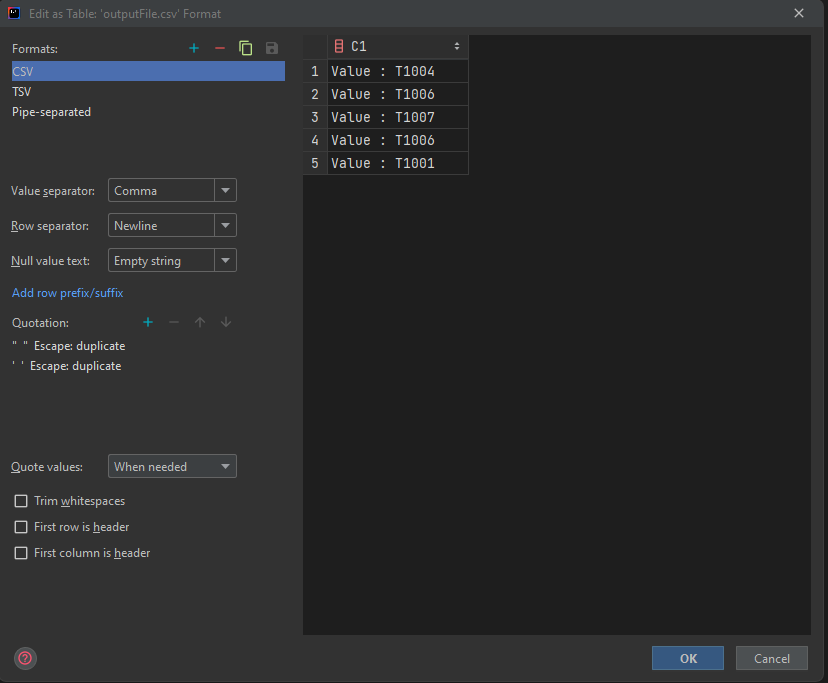 Edit as Table: 'outputFile.csv' Format
Formats:
CSV
TSV
Pipe-separated
Value separator: Comma
Row separator: Newline
Null value text: Empty string
Add row prefix/suffix
Quotation:
" " Escape: duplicate
' ' Escape: duplicate
Quote values: When needed
Trim whitespaces
First row is header
First column is header
C1
1 Value : T1004
2 Value : T1006
3 Value : T1007
4 Value : T1006
5 Value : T1001
?
OK Cancel